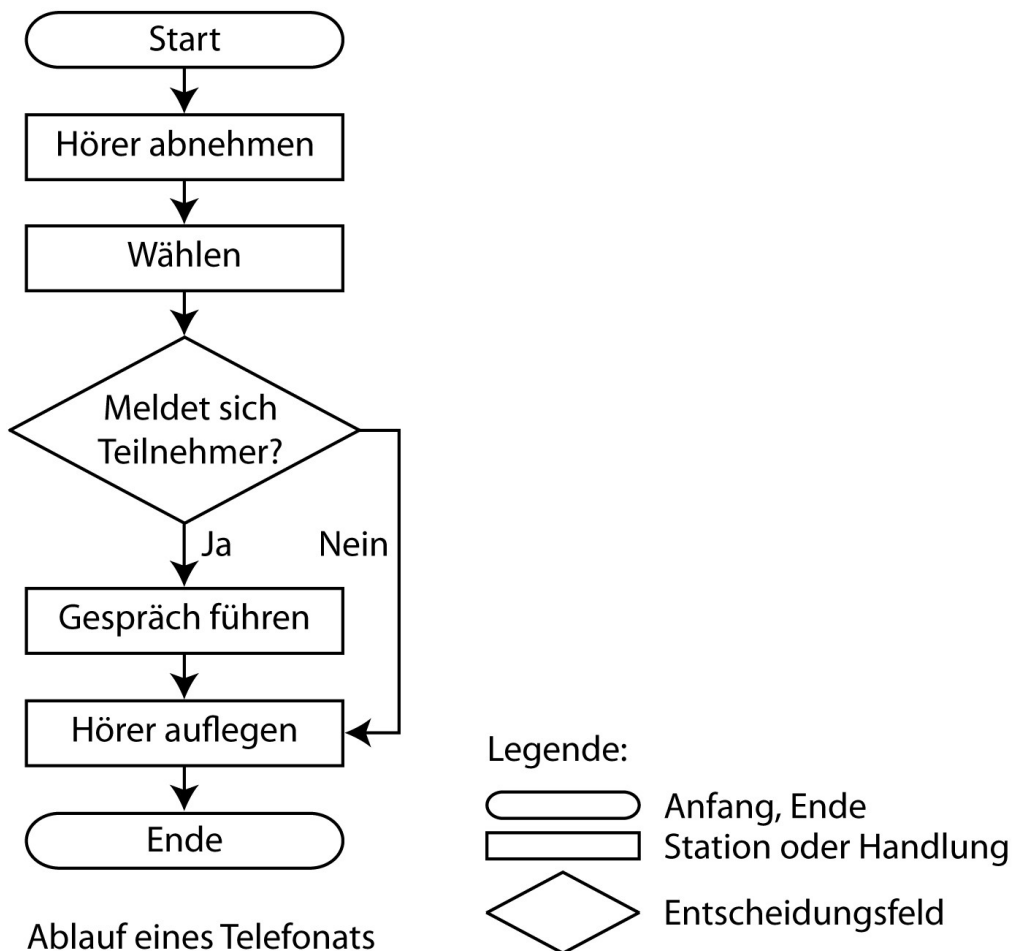 Start
Hörer abnehmen
Wählen
Meldet sich
Teilnehmer?
Ja
Nein
Gespräch führen
Hörer auflegen
Ende
Ablauf eines Telefonats
Legende:
Anfang, Ende
Station oder Handlung
Entscheidungsfeld